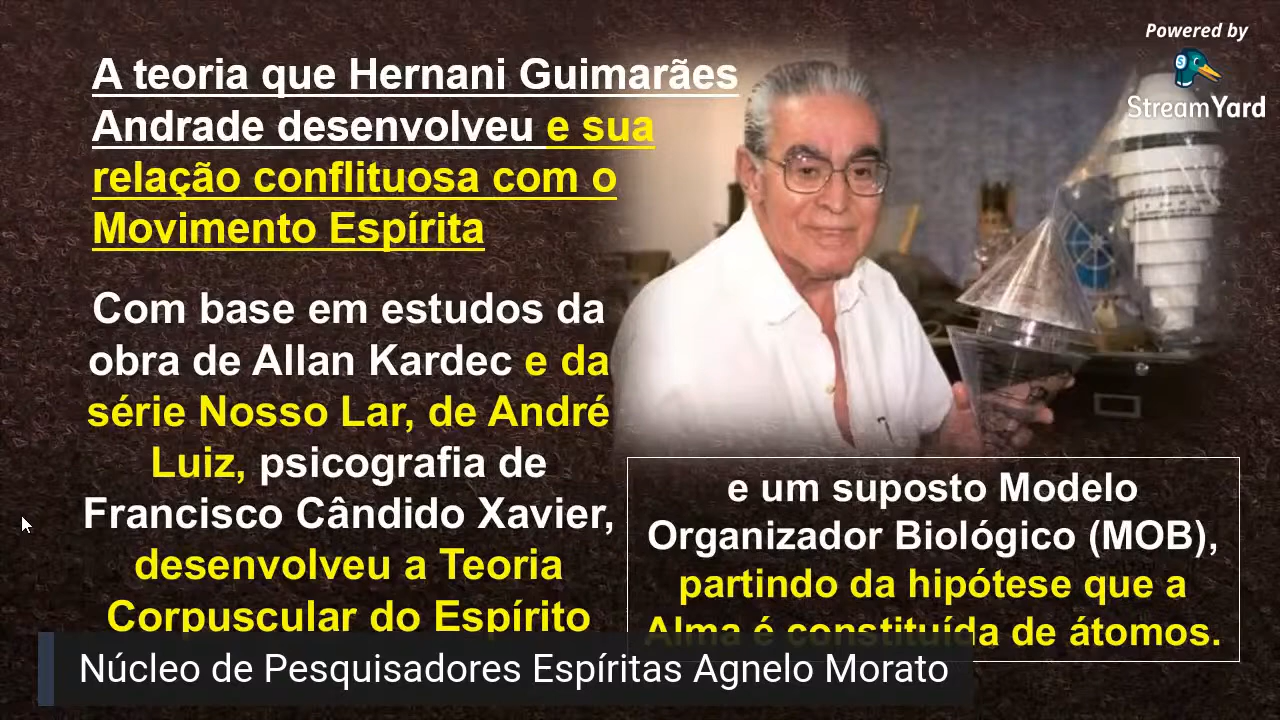 Powered by
StreamYard
A teoria que Hernani Guimarães
Andrade desenvolveu e sua
relação conflituosa com o
Movimento Espírita
Com base em estudos da
obra de Allan Kardec e da
série Nosso Lar, de André
Luiz, psicografia de
Francisco Cândido Xavier,
desenvolveu a Teoria
Corpuscular do Espírito
e um suposto Modelo
Organizador Biológico (MOB),
partindo da hipótese que a
Alma é constituída de átomos.
Núcleo de Pesquisadores Espíritas Agnelo Morato